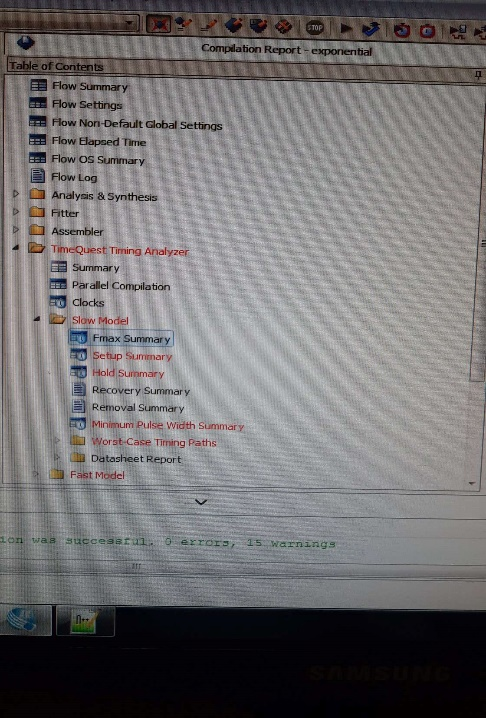 STOP
Compilation Report - exponential
Table of Contents
Flow Summary
Flow Settings
Flow Non-Default Global Settings
Flow Elapsed Time
Flow OS Summary
Flow Log
Analysis & Synthesis
Fitter
Assembler
TimeQuest Timing Analyzer
Summary
Parallel Compilation
Clocks
Slow Model
Fmax Summary
Setup Summary
Hold Summary
Recovery Summary
Removal Summary
Minimum Pulse Width Summary
Worst-Case Timing Paths
Datasheet Report
Fast Model
ion was successful. 0 errors, 15 warnings
SAMSUNG